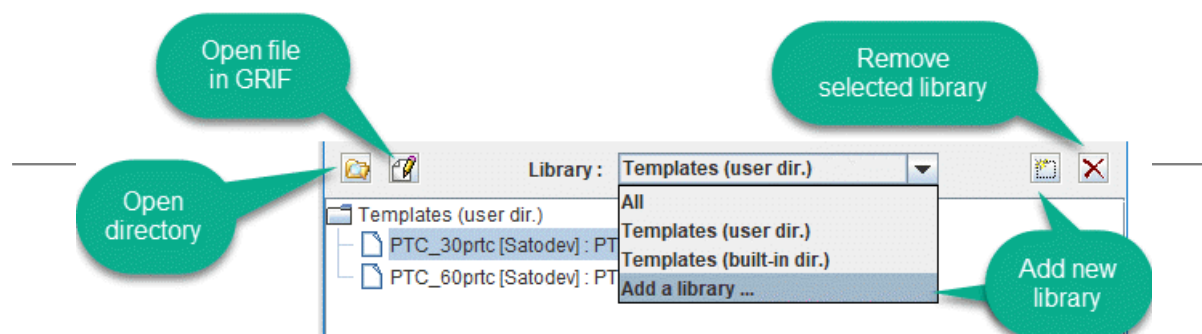 Open file
in GRIF
Remove
selected library
Open
directory
Library :
Templates (user dir.)
All
Templates (user dir.)
Templates (built-in dir.)
Add a library ...
Templates (user dir.)
PTC_30prtc [Satodev] : PT
PTC_60prtc [Satodev] : PT
Add new
library